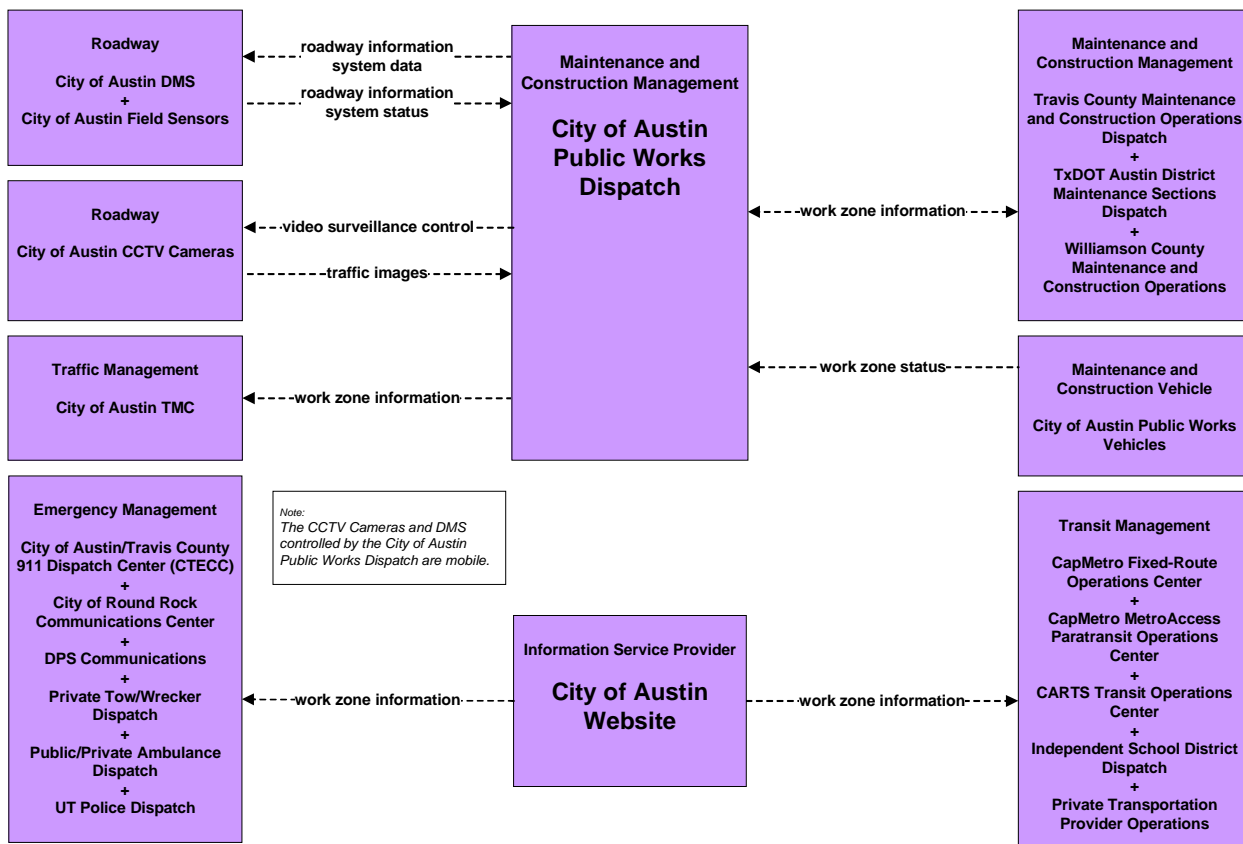 Roadway
City of Austin DMS
+
City of Austin Field Sensors
roadway information
system data
roadway information
system status
Maintenance and
Construction Management
City of Austin
Public Works
Dispatch
Maintenance and
Construction Management
Travis County Maintenance
and Construction Operations
Dispatch
+
TxDOT Austin District
Maintenance Sections
Dispatch
+
Williamson County
Maintenance and
Construction Operations
work zone information
Roadway
City of Austin CCTV Cameras
video surveillance control
traffic images
Traffic Management
City of Austin TMC
work zone information
work zone status
Maintenance and
Construction Vehicle
City of Austin Public Works
Vehicles
Emergency Management
City of Austin/Travis County
911 Dispatch Center (CTECC)
+
City of Round Rock
Communications Center
+
DPS Communications
+
Private Tow/Wrecker
Dispatch
+
Public/Private Ambulance
Dispatch
+
UT Police Dispatch
Note:
The CCTV Cameras and DMS
controlled by the City of Austin
Public Works Dispatch are mobile.
work zone information
Information Service Provider
City of Austin
Website
work zone information
Transit Management
CapMetro Fixed-Route
Operations Center
+
CapMetro MetroAccess
Paratransit Operations
Center
+
CARTS Transit Operations
Center
+
Independent School District
Dispatch
+
Private Transportation
Provider Operations